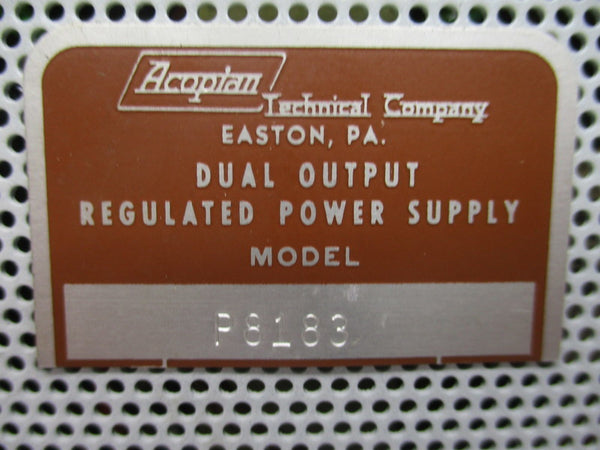 Acopian
Technical Company
EASTON, PA.
DUAL OUTPUT
REGULATED POWER SUPPLY
MODEL
P8183